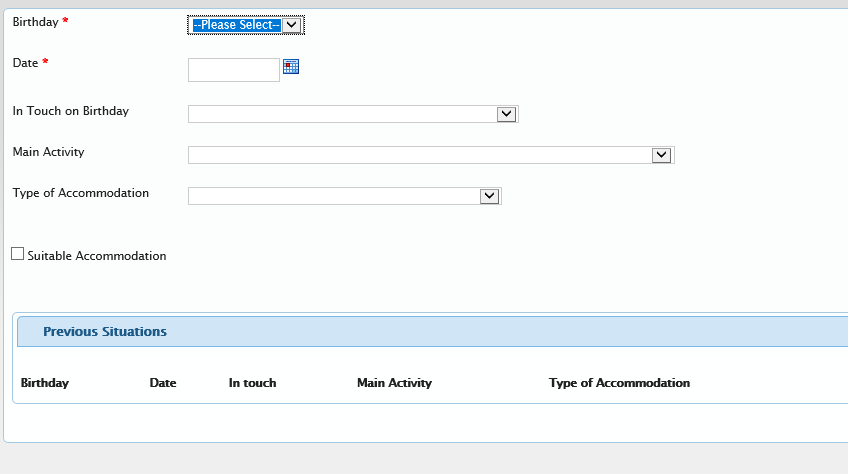 Birthday *
--Please Select--
Date *
In Touch on Birthday
Main Activity
Type of Accommodation
Suitable Accommodation
Previous Situations
Birthday Date In touch Main Activity Type of Accommodation